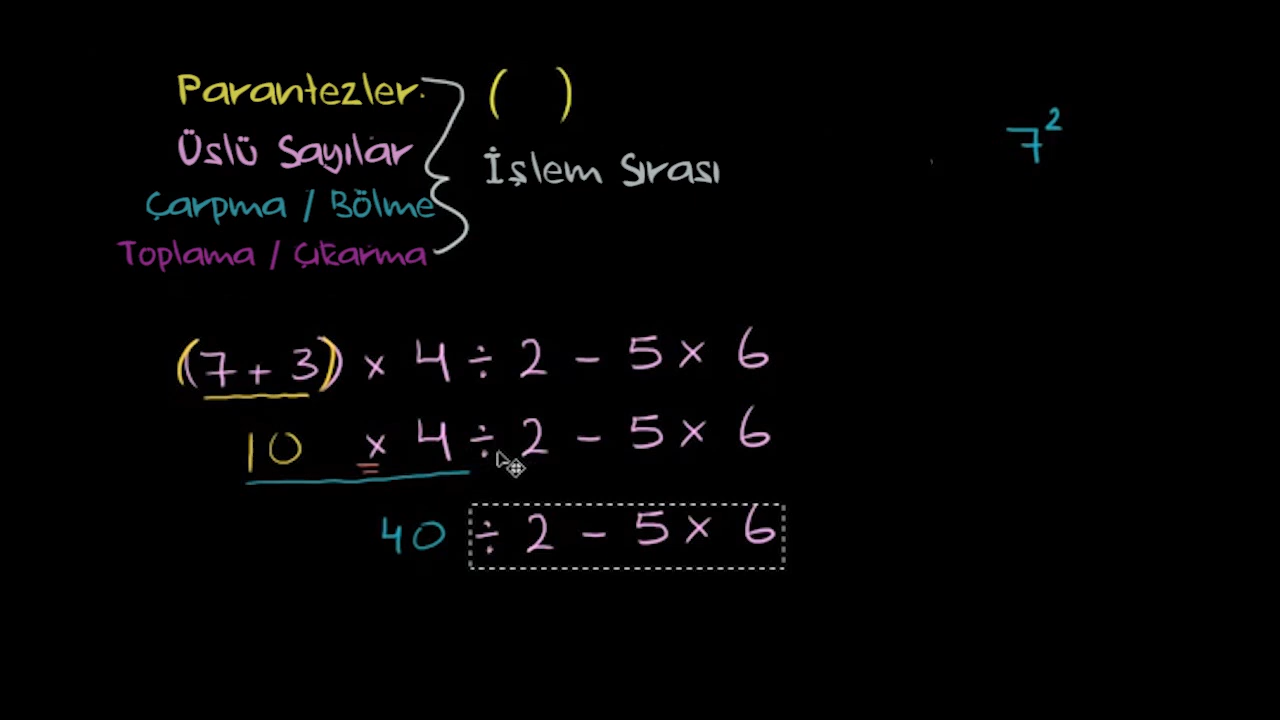 Parantezler ( )
Üslü Sayılar
İşlem Sırası
Çarpma / Bölme
Toplama / Çıkarma
7²
(7 + 3) × 4 ÷ 2 - 5 × 6
10 × 4 ÷ 2 - 5 × 6
40 ÷ 2 - 5 × 6